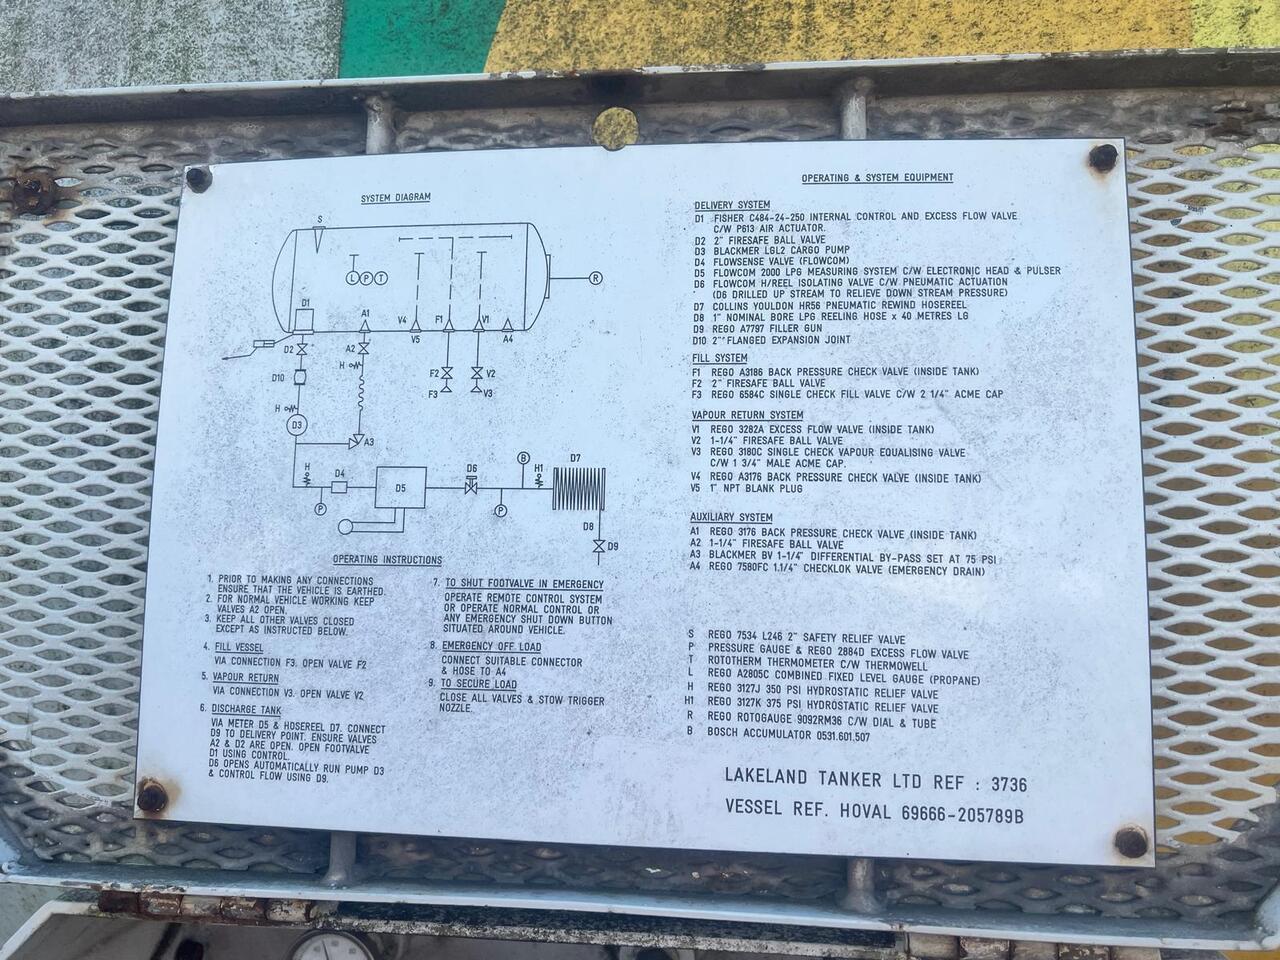 SYSTEM DIAGRAM
S
L P T
R
D1
A1
V4
F1
V1
V5
A4
D2
A2
H
D10
F2
V2
F3
V3
H
D3
A3
H
D4
D5
D6
B
H1
D7
P
P
D8
D9
OPERATING INSTRUCTIONS
1. PRIOR TO MAKING ANY CONNECTIONS
ENSURE THAT THE VEHICLE IS EARTHED.
2. FOR NORMAL VEHICLE WORKING KEEP
VALVES A2 OPEN.
3. KEEP ALL OTHER VALVES CLOSED
EXCEPT AS INSTRUCTED BELOW.
4. FILL VESSEL
VIA CONNECTION F3. OPEN VALVE F2
5. VAPOUR RETURN
VIA CONNECTION V3. OPEN VALVE V2
6. DISCHARGE TANK
VIA METER D5 & HOSEREEL D7. CONNECT
D9 TO DELIVERY POINT. ENSURE VALVES
A2 & D2 ARE OPEN. OPEN FOOTVALVE
D1 USING CONTROL.
D6 OPENS AUTOMATICALLY RUN PUMP D3
& CONTROL FLOW USING D9.
7. TO SHUT FOOTVALVE IN EMERGENCY
OPERATE REMOTE CONTROL SYSTEM
OR OPERATE NORMAL CONTROL OR
ANY EMERGENCY SHUT DOWN BUTTON
SITUATED AROUND VEHICLE.
8. EMERGENCY OFF LOAD
CONNECT SUITABLE CONNECTOR
& HOSE TO A4
9. TO SECURE LOAD
CLOSE ALL VALVES & STOW TRIGGER
NOZZLE.
OPERATING & SYSTEM EQUIPMENT
DELIVERY SYSTEM
D1 FISHER C484-24-250 INTERNAL CONTROL AND EXCESS FLOW VALVE
C/W P613 AIR ACTUATOR.
D2 2" FIRESAFE BALL VALVE
D3 BLACKMER LGL2 CARGO PUMP
D4 FLOWSENSE VALVE (FLOWCOM)
D5 FLOWCOM 2000 LPG MEASURING SYSTEM C/W ELECTRONIC HEAD & PULSER
D6 FLOWCOM H/REEL ISOLATING VALVE C/W PNEUMATIC ACTUATION
(D6 DRILLED UP STREAM TO RELIEVE DOWN STREAM PRESSURE)
D7 COLLINS YOULDON HR56 PNEUMATIC REWIND HOSEREEL
D8 1" NOMINAL BORE LPG REELING HOSE x 40 METRES LG
D9 REGO A7797 FILLER GUN
D10 2" FLANGED EXPANSION JOINT
FILL SYSTEM
F1 REGO A3186 BACK PRESSURE CHECK VALVE (INSIDE TANK)
F2 2" FIRESAFE BALL VALVE
F3 REGO 6584C SINGLE CHECK FILL VALVE C/W 2 1/4" ACME CAP
VAPOUR RETURN SYSTEM
V1 REGO 3282A EXCESS FLOW VALVE (INSIDE TANK)
V2 1-1/4" FIRESAFE BALL VALVE
V3 REGO 3180C SINGLE CHECK VAPOUR EQUALISING VALVE
C/W 1 3/4" MALE ACME CAP.
V4 REGO A3176 BACK PRESSURE CHECK VALVE (INSIDE TANK)
V5 1" NPT BLANK PLUG
AUXILIARY SYSTEM
A1 REGO 3176 BACK PRESSURE CHECK VALVE (INSIDE TANK)
A2 1-1/4" FIRESAFE BALL VALVE
A3 BLACKMER BV 1-1/4" DIFFERENTIAL BY-PASS SET AT 75 PSI
A4 REGO 7580FC 1.1/4" CHECKLOK VALVE (EMERGENCY DRAIN)
S REGO 7534 L246 2" SAFETY RELIEF VALVE
P PRESSURE GAUGE & REGO 2884D EXCESS FLOW VALVE
T ROTOTHERM THERMOMETER C/W THERMOWELL
L REGO A2805C COMBINED FIXED LEVEL GAUGE (PROPANE)
H REGO 3127J 350 PSI HYDROSTATIC RELIEF VALVE
H1 REGO 3127K 375 PSI HYDROSTATIC RELIEF VALVE
R REGO ROTOGAUGE 9092RM36 C/W DIAL & TUBE
B BOSCH ACCUMULATOR 0531.601.507
LAKELAND TANKER LTD REF : 3736
VESSEL REF. HOVAL 69666-205789B